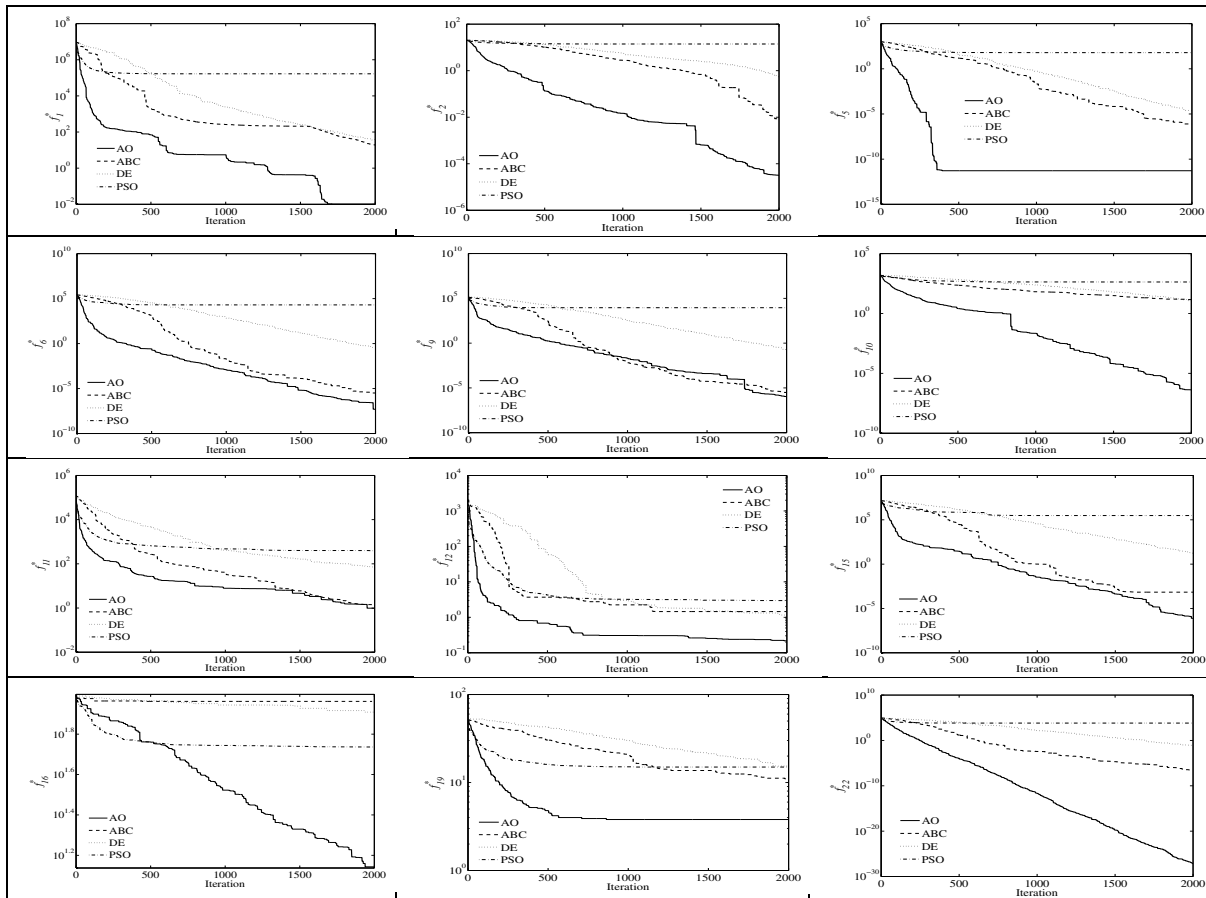 10^8
10^6
10^4
10^2
10^0
10^-2
f*_1
AO
ABC
DE
PSO
0 500 1000 1500 2000
Iteration
10^2
10^0
10^-2
10^-4
10^-6
f*_2
AO
ABC
DE
PSO
0 500 1000 1500 2000
Iteration
10^5
10^0
10^-5
10^-10
10^-15
f*_5
AO
ABC
DE
PSO
0 500 1000 1500 2000
Iteration
10^10
10^5
10^0
10^-5
10^-10
f*_6
AO
ABC
DE
PSO
0 500 1000 1500 2000
Iteration
10^10
10^5
10^0
10^-5
10^-10
f*_9
AO
ABC
DE
PSO
0 500 1000 1500 2000
Iteration
10^5
10^0
10^-5
10^-10
f*_10
AO
ABC
DE
PSO
0 500 1000 1500 2000
Iteration
10^6
10^4
10^2
10^0
10^-2
f*_11
AO
ABC
DE
PSO
0 500 1000 1500 2000
Iteration
10^4
10^3
10^2
10^1
10^0
10^-1
f*_12
AO
ABC
DE
PSO
0 500 1000 1500 2000
Iteration
10^10
10^5
10^0
10^-5
10^-10
f*_15
AO
ABC
DE
PSO
0 500 1000 1500 2000
Iteration
10^1.8
10^1.6
10^1.4
10^1.2
f*_16
AO
ABC
DE
PSO
0 500 1000 1500 2000
Iteration
10^2
10^1
10^0
f*_19
AO
ABC
DE
PSO
0 500 1000 1500 2000
Iteration
10^10
10^0
10^-10
10^-20
10^-30
f*_22
AO
ABC
DE
PSO
0 500 1000 1500 2000
Iteration